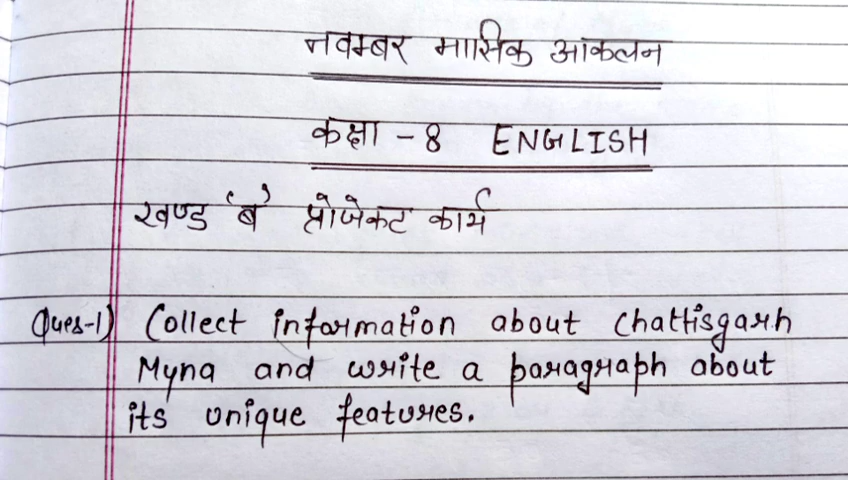 नवम्बर मासिक आंकलन
कक्षा - 8 ENGLISH
खण्ड 'ब' प्रोजेक्ट कार्य
Ques-1) Collect information about Chattisgarh
Myna and write a paragraph about
its unique features.